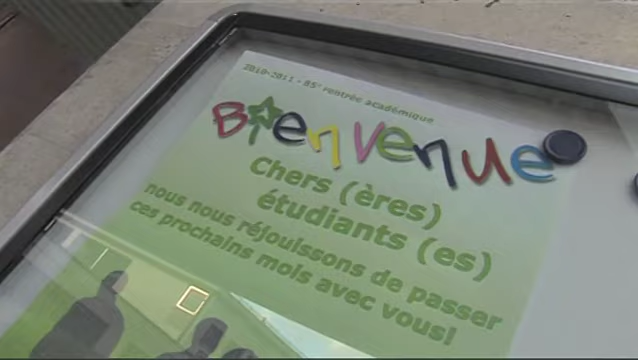 2010-2011 - 85e rentrée académique
Bienvenue
Chers (ères)
étudiants (es)
nous nous réjouissons de passer
ces prochains mois avec vous!